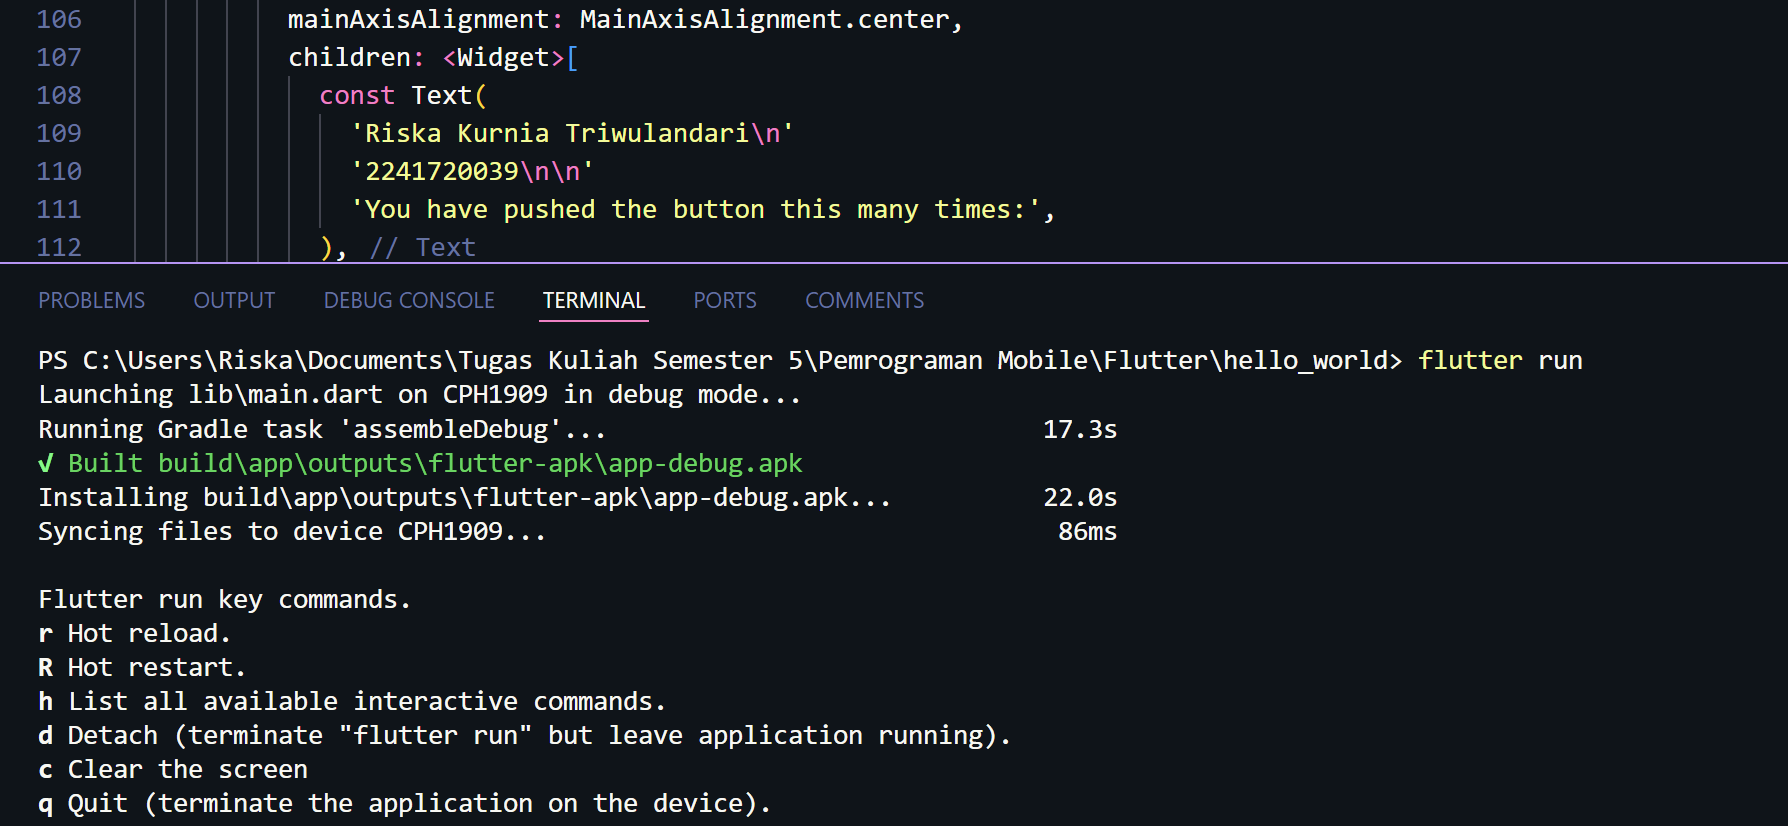 106 mainAxisAlignment: MainAxisAlignment.center,
107 children: <Widget>[
108 const Text(
109 'Riska Kurnia Triwulandari\n'
110 '2241720039\n\n'
111 'You have pushed the button this many times:',
112 ), // Text
PROBLEMS OUTPUT DEBUG CONSOLE TERMINAL PORTS COMMENTS
PS C:\Users\Riska\Documents\Tugas Kuliah Semester 5\Pemrograman Mobile\Flutter\hello_world> flutter run
Launching lib\main.dart on CPH1909 in debug mode...
Running Gradle task 'assembleDebug'... 17.3s
√ Built build\app\outputs\flutter-apk\app-debug.apk
Installing build\app\outputs\flutter-apk\app-debug.apk... 22.0s
Syncing files to device CPH1909... 86ms
Flutter run key commands.
r Hot reload.
R Hot restart.
h List all available interactive commands.
d Detach (terminate "flutter run" but leave application running).
c Clear the screen
q Quit (terminate the application on the device).